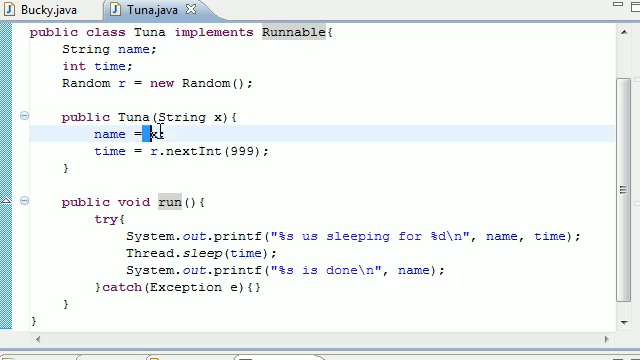 Bucky.java Tuna.java
public class Tuna implements Runnable{
String name;
int time;
Random r = new Random();
public Tuna(String x){
name = x;
time = r.nextInt(999);
}
public void run(){
try{
System.out.printf("%s us sleeping for %d\n", name, time);
Thread.sleep(time);
System.out.printf("%s is done\n", name);
}catch(Exception e){}
}
}